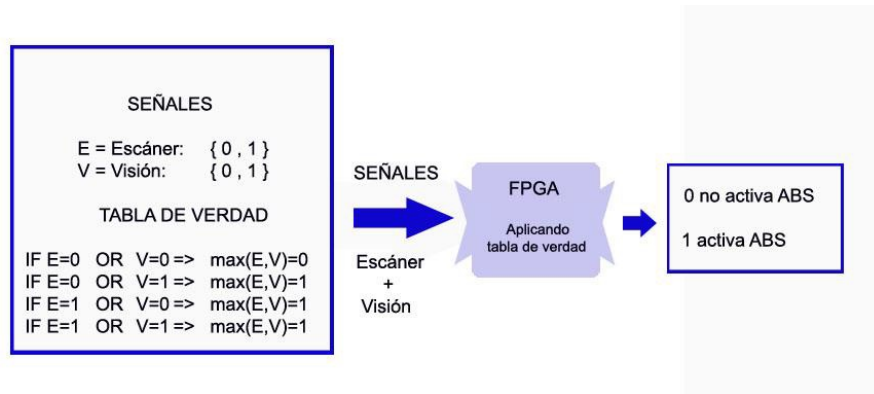 SEÑALES
E = Escáner: { 0 , 1 }
V = Visión: { 0 , 1 }
TABLA DE VERDAD
IF E=0 OR V=0 => max(E,V)=0
IF E=0 OR V=1 => max(E,V)=1
IF E=1 OR V=0 => max(E,V)=1
IF E=1 OR V=1 => max(E,V)=1
SEÑALES
Escáner
+
Visión
FPGA
Aplicando
tabla de verdad
0 no activa ABS
1 activa ABS